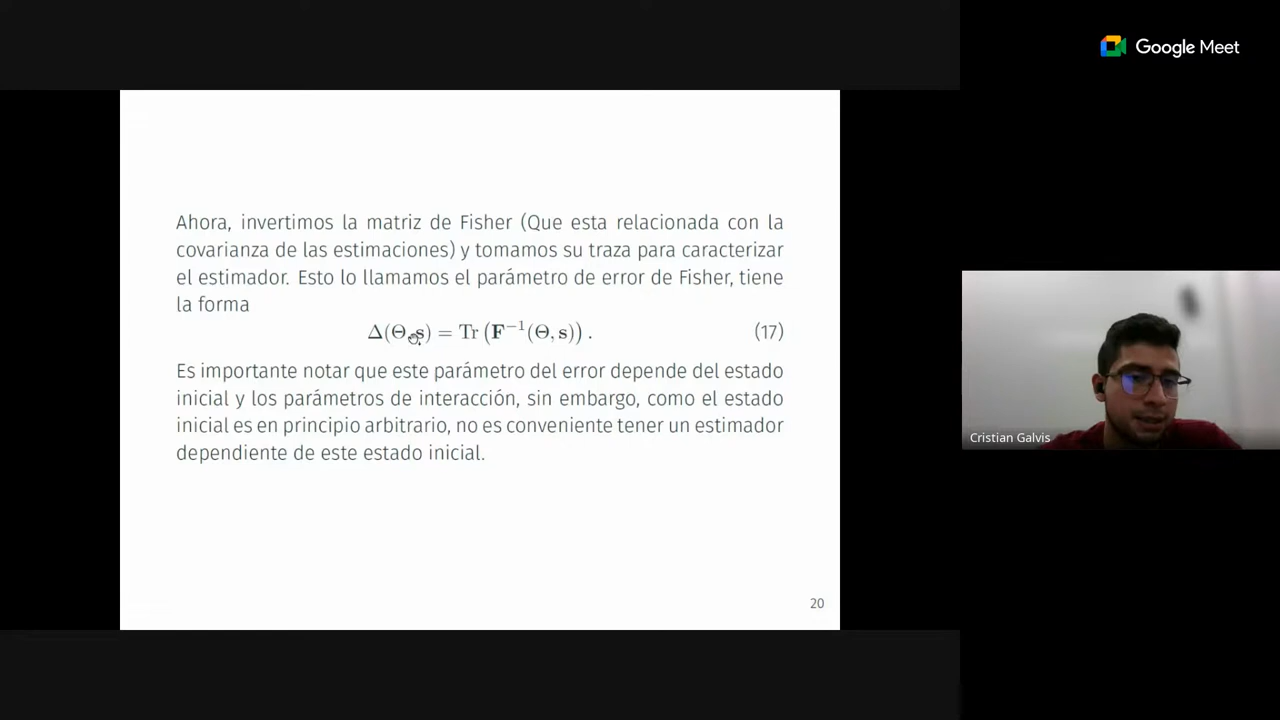 Google Meet
Ahora, invertimos la matriz de Fisher (Que esta relacionada con la
covarianza de las estimaciones) y tomamos su traza para caracterizar
el estimador. Esto lo llamamos el parámetro de error de Fisher, tiene
la forma
Δ(Θ, s) = Tr (F⁻¹(Θ, s)) . (17)
Es importante notar que este parámetro del error depende del estado
inicial y los parámetros de interacción, sin embargo, como el estado
inicial es en principio arbitrario, no es conveniente tener un estimador
dependiente de este estado inicial.
20
Cristian Galvis